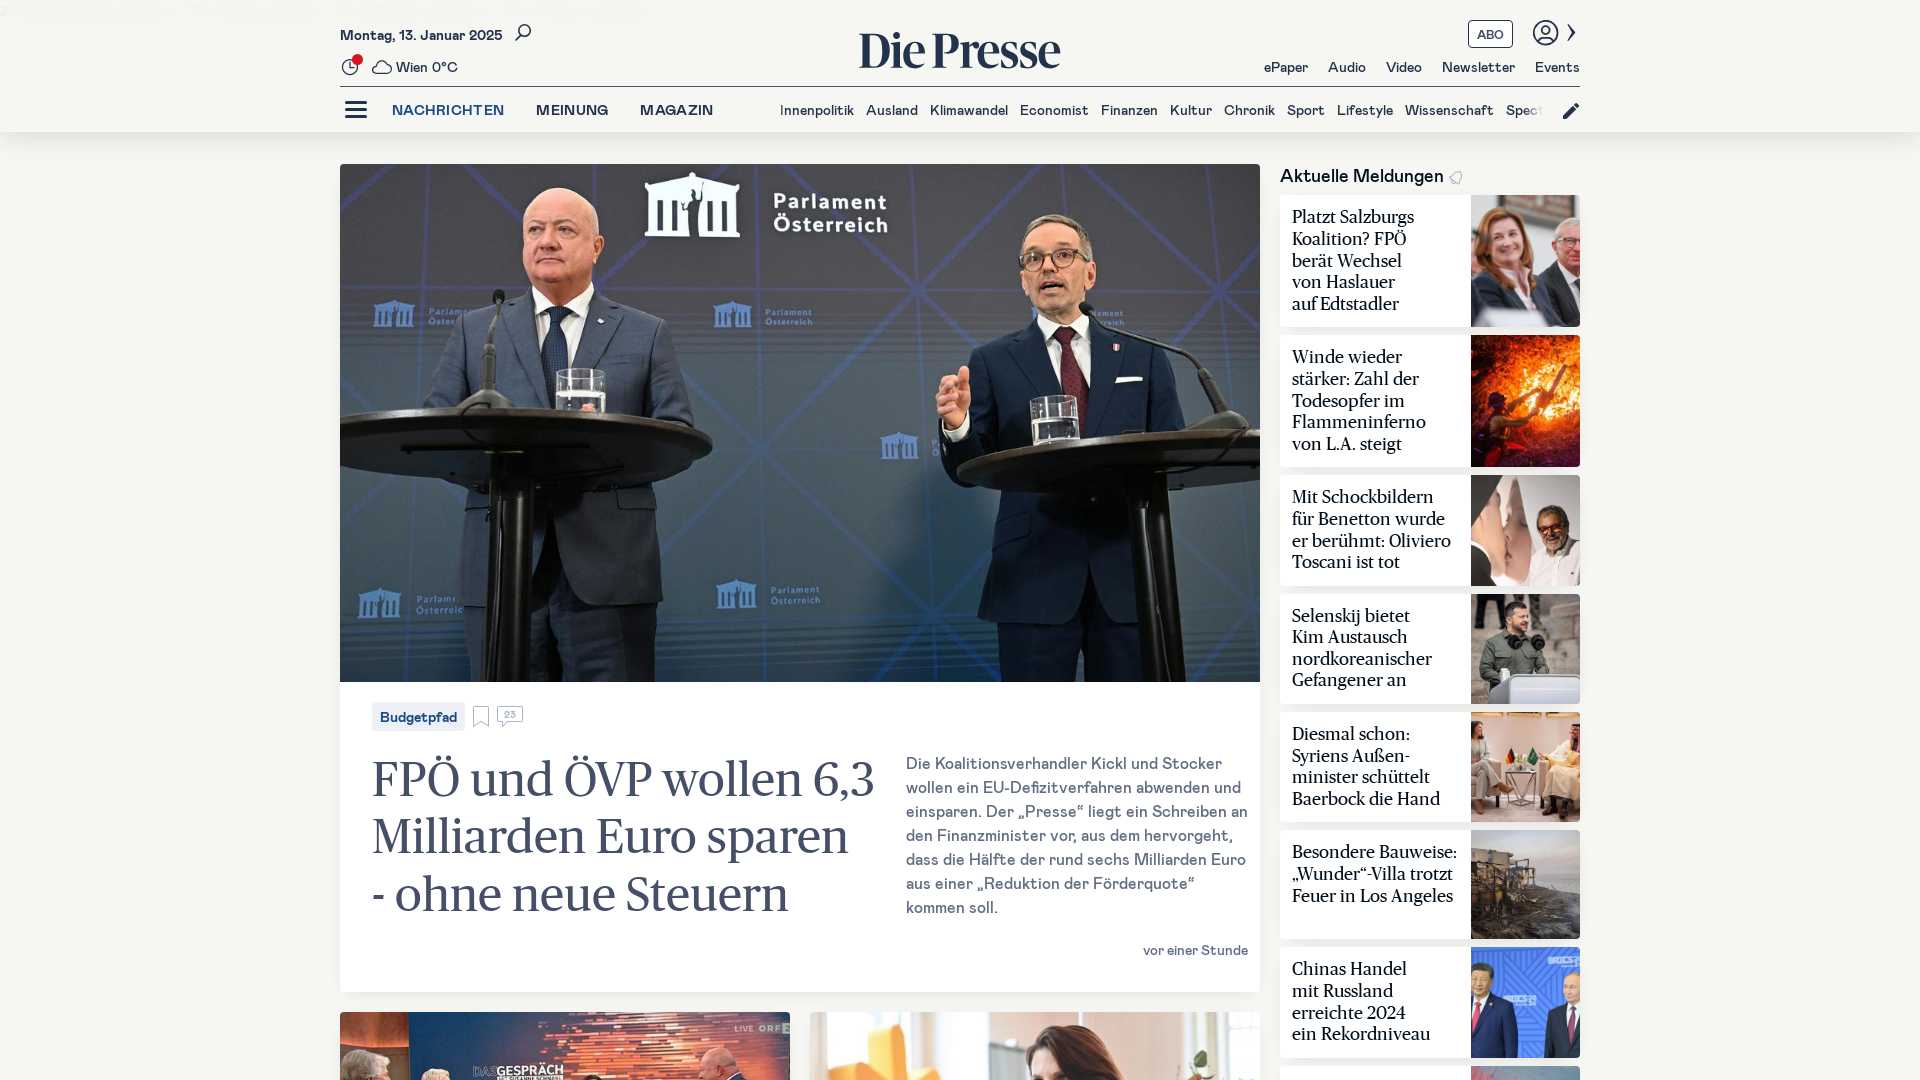 Montag, 13. Januar 2025
Wien 0°C
Die Presse
ABO
ePaper Audio Video Newsletter Events
NACHRICHTEN MEINUNG MAGAZIN
Innenpolitik Ausland Klimawandel Economist Finanzen Kultur Chronik Sport Lifestyle Wissenschaft Spect
Parlament
Österreich
Parlament
Österreich
Parlament
Österreich
Budgetpfad
23
FPÖ und ÖVP wollen 6,3
Milliarden Euro sparen
- ohne neue Steuern
Die Koalitionsverhandler Kickl und Stocker
wollen ein EU-Defizitverfahren abwenden und
einsparen. Der „Presse“ liegt ein Schreiben an
den Finanzminister vor, aus dem hervorgeht,
dass die Hälfte der rund sechs Milliarden Euro
aus einer „Reduktion der Förderquote“
kommen soll.
vor einer Stunde
LIVE ORF 2
DAS GESPRÄCH
Aktuelle Meldungen
Platzt Salzburgs
Koalition? FPÖ
berät Wechsel
von Haslauer
auf Edtstadler
Winde wieder
stärker: Zahl der
Todesopfer im
Flammeninferno
von L.A. steigt
Mit Schockbildern
für Benetton wurde
er berühmt: Oliviero
Toscani ist tot
Selenskij bietet
Kim Austausch
nordkoreanischer
Gefangener an
Diesmal schon:
Syriens Außen-
minister schüttelt
Baerbock die Hand
Besondere Bauweise:
„Wunder“-Villa trotzt
Feuer in Los Angeles
Chinas Handel
mit Russland
erreichte 2024
ein Rekordniveau